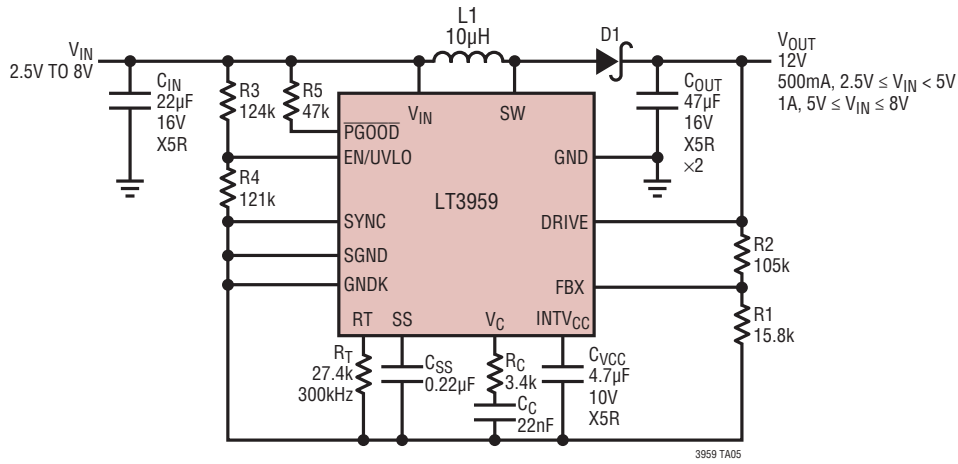 L1
10µH
D1
VIN
2.5V TO 8V
CIN
22µF
16V
X5R
R3
124k
R5
47k
R4
121k
VIN
SW
PGOOD
EN/UVLO
GND
LT3959
SYNC
DRIVE
SGND
GNDK
FBX
RT
SS
VC
INTVCC
COUT
47µF
16V
X5R
×2
VOUT
12V
500mA, 2.5V ≤ VIN < 5V
1A, 5V ≤ VIN ≤ 8V
R2
105k
R1
15.8k
RT
27.4k
300kHz
CSS
0.22µF
RC
3.4k
CC
22nF
CVCC
4.7µF
10V
X5R
3959 TA05